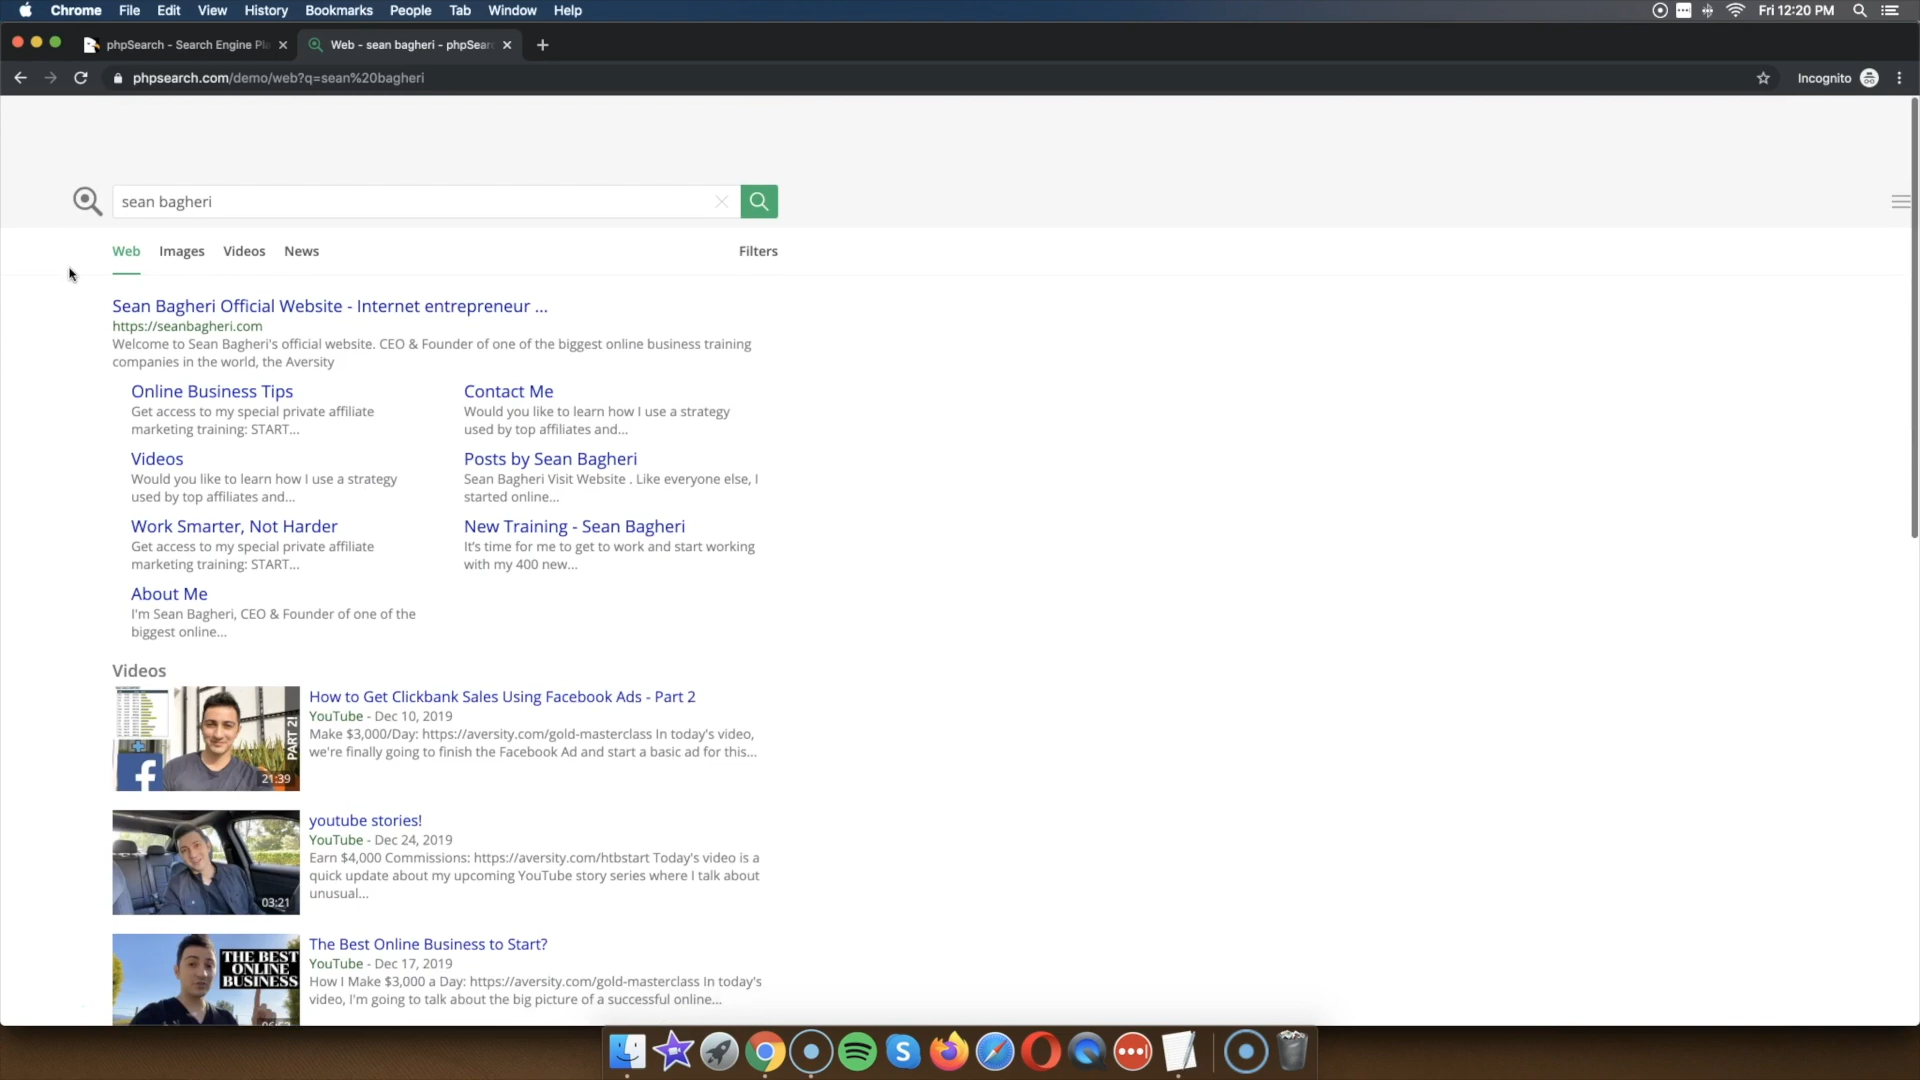 Chrome File Edit View History Bookmarks People Tab Window Help Fri 12:20 PM
phpSearch - Search Engine Pla Web - sean bagheri - phpSear
phpsearch.com/demo/web?q=sean%20bagheri Incognito
sean bagheri
Web Images Videos News Filters
Sean Bagheri Official Website - Internet entrepreneur ...
https://seanbagheri.com
Welcome to Sean Bagheri's official website. CEO & Founder of one of the biggest online business training
companies in the world, the Aversity
Online Business Tips
Get access to my special private affiliate
marketing training: START...
Contact Me
Would you like to learn how I use a strategy
used by top affiliates and...
Videos
Would you like to learn how I use a strategy
used by top affiliates and...
Posts by Sean Bagheri
Sean Bagheri Visit Website . Like everyone else, I
started online...
Work Smarter, Not Harder
Get access to my special private affiliate
marketing training: START...
New Training - Sean Bagheri
It's time for me to get to work and start working
with my 400 new...
About Me
I'm Sean Bagheri, CEO & Founder of one of the
biggest online...
Videos
PART 2!
21:39
How to Get Clickbank Sales Using Facebook Ads - Part 2
YouTube - Dec 10, 2019
Make $3,000/Day: https://aversity.com/gold-masterclass In today's video,
we're finally going to finish the Facebook Ad and start a basic ad for this...
03:21
youtube stories!
YouTube - Dec 24, 2019
Earn $4,000 Commissions: https://aversity.com/htbstart Today's video is a
quick update about my upcoming YouTube story series where I talk about
unusual...
THE BEST
ONLINE
BUSINESS
The Best Online Business to Start?
YouTube - Dec 17, 2019
How I Make $3,000 a Day: https://aversity.com/gold-masterclass In today's
video, I'm going to talk about the big picture of a successful online...